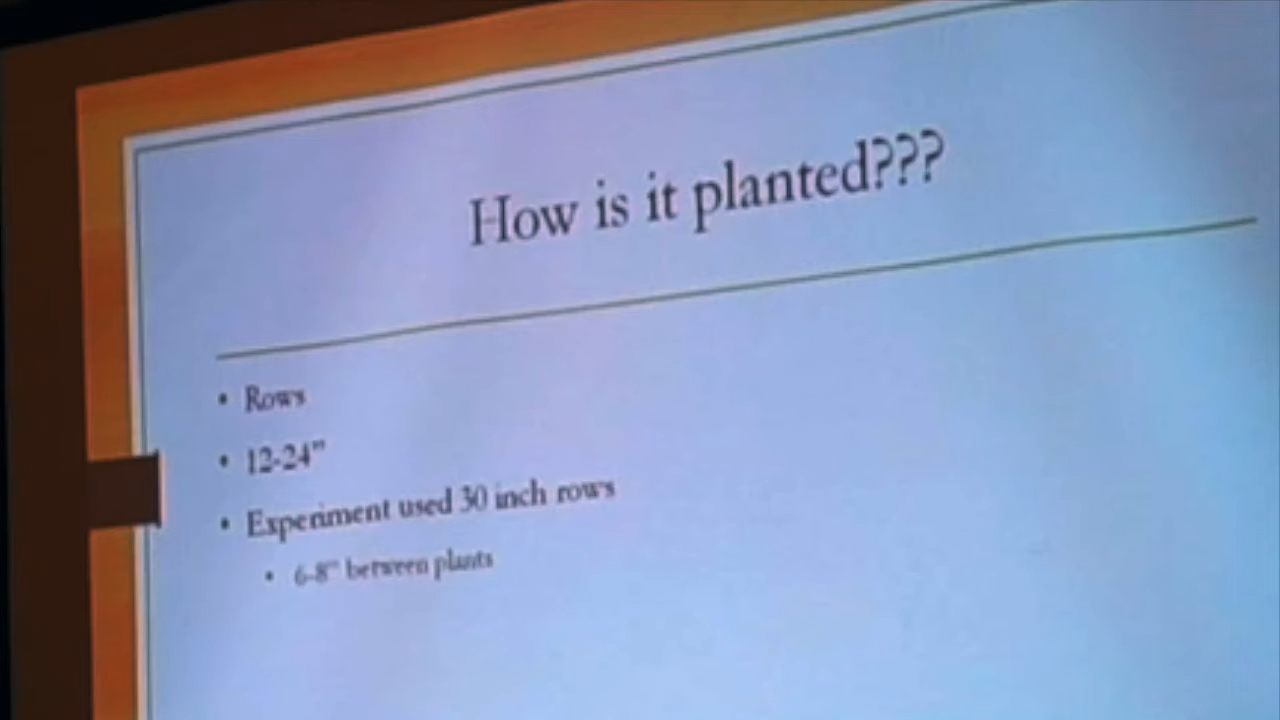 How is it planted???
• Rows
• 12-24”
• Experiment used 30 inch rows
• 6-8” between plants